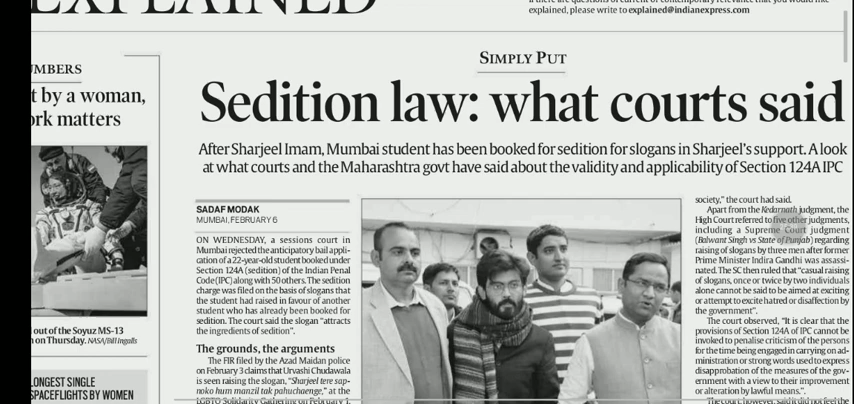 EXPLAINED
If there are questions of current or contemporary relevance that you would like
explained, please write to explained@indianexpress.com
UMBERS
t by a woman,
ork matters
out of the Soyuz MS-13
n on Thursday. NASA/Bill Ingalls
LONGEST SINGLE
SPACEFLIGHTS BY WOMEN
SIMPLY PUT
Sedition law: what courts said
After Sharjeel Imam, Mumbai student has been booked for sedition for slogans in Sharjeel's support. A look
at what courts and the Maharashtra govt have said about the validity and applicability of Section 124A IPC
SADAF MODAK
MUMBAI, FEBRUARY 6
ON WEDNESDAY, a sessions court in
Mumbai rejected the anticipatory bail appli-
cation of a 22-year-old student booked under
Section 124A (sedition) of the Indian Penal
Code (IPC) along with 50 others. The sedition
charge was filed on the basis of slogans that
the student had raised in favour of another
student who has already been booked for
sedition. The court said the slogan "attracts
the ingredients of sedition".
The grounds, the arguments
The FIR filed by the Azad Maidan police
on February 3 claims that Urvashi Chudawala
is seen raising the slogan, "Sharjeel tere sap-
noko hum manzil tak pahuchaenge," at the
LGBTQ Solidarity Gathering on February 1.
society," the court had said.
Apart from the Kedarnath judgment, the
High Court referred to five other judgments,
including a Supreme Court judgment
(Balwant Singh vs State of Punjab) regarding
raising of slogans by three men after former
Prime Minister Indira Gandhi was assassi-
nated. The SC then ruled that "casual raising
of slogans, once or twice by two individuals
alone cannot be said to be aimed at exciting
or attempt to excite hatred or disaffection by
the government".
The court observed, "It is clear that the
provisions of Section 124A of IPC cannot be
invoked to penalise criticism of the persons
for the time being engaged in carrying on ad-
ministration or strong words used to express
disapprobation of the measures of the gov-
ernment with a view to their improvement
or alteration by lawful means".
The court, however, said it did not feel the